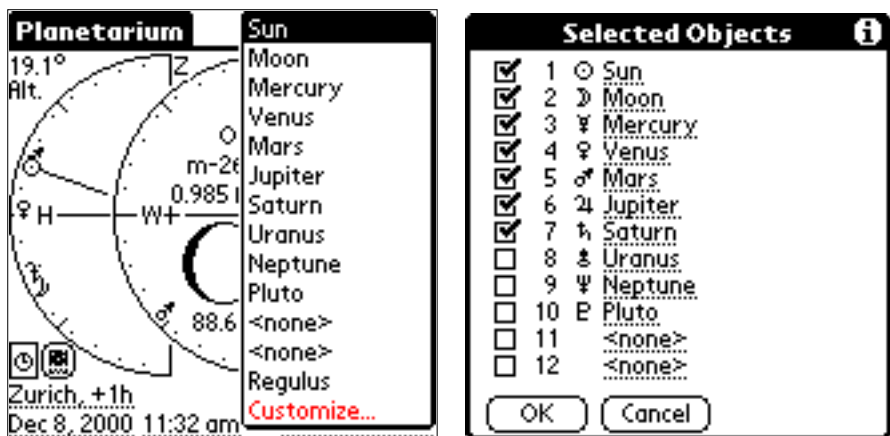 Planetarium
19.1°
Alt.
Z
H
W+
m-26
0.985
88.6
Zurich, +1h
Dec 8, 2000 11:32 am
Sun
Moon
Mercury
Venus
Mars
Jupiter
Saturn
Uranus
Neptune
Pluto
<none>
<none>
Regulus
Customize...
Selected Objects
1 ☉ Sun
2 ☽ Moon
3 ☿ Mercury
4 ♀ Venus
5 ♂ Mars
6 ♃ Jupiter
7 ♄ Saturn
8 Uranus
9 ♆ Neptune
10 ♇ Pluto
11 <none>
12 <none>
OK Cancel